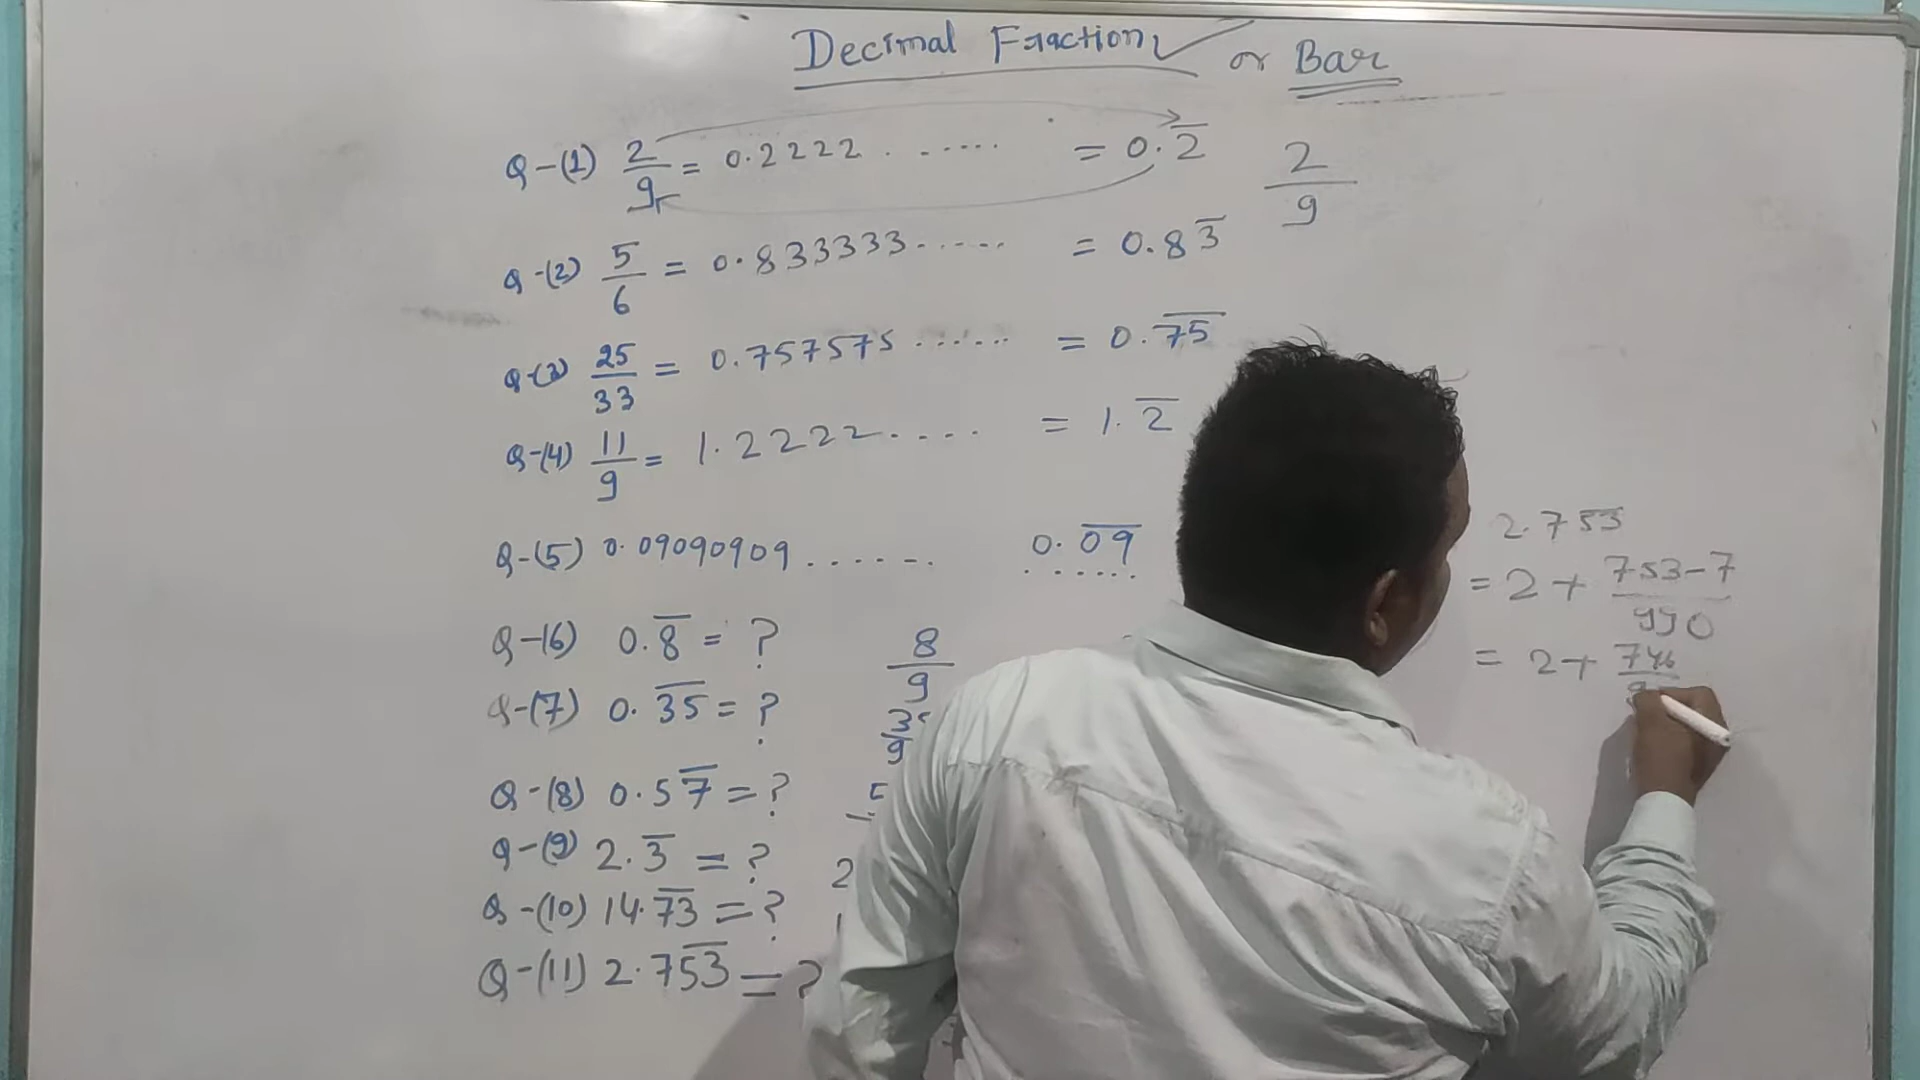 Decimal Fraction or Bar
Q-(1) 2/9 = 0.2222........ = 0.2̅ 2/9
Q-(2) 5/6 = 0.833333...... = 0.83̅
Q-(3) 25/33 = 0.757575...... = 0.7̅5̅
Q-(4) 11/9 = 1.2222.... = 1.2̅
Q-(5) 0.09090909...... 0.0̅9̅
......
Q-(6) 0.8̅ = ? 8/9
Q-(7) 0.3̅5̅ = ?
Q-(8) 0.57̅ = ?
Q-(9) 2.3̅ = ? 2
Q-(10) 14.7̅3̅ = ?
Q-(11) 2.75̅3̅ = ?
2.75̅3̅
= 2 + 753-7/990
= 2 + 746